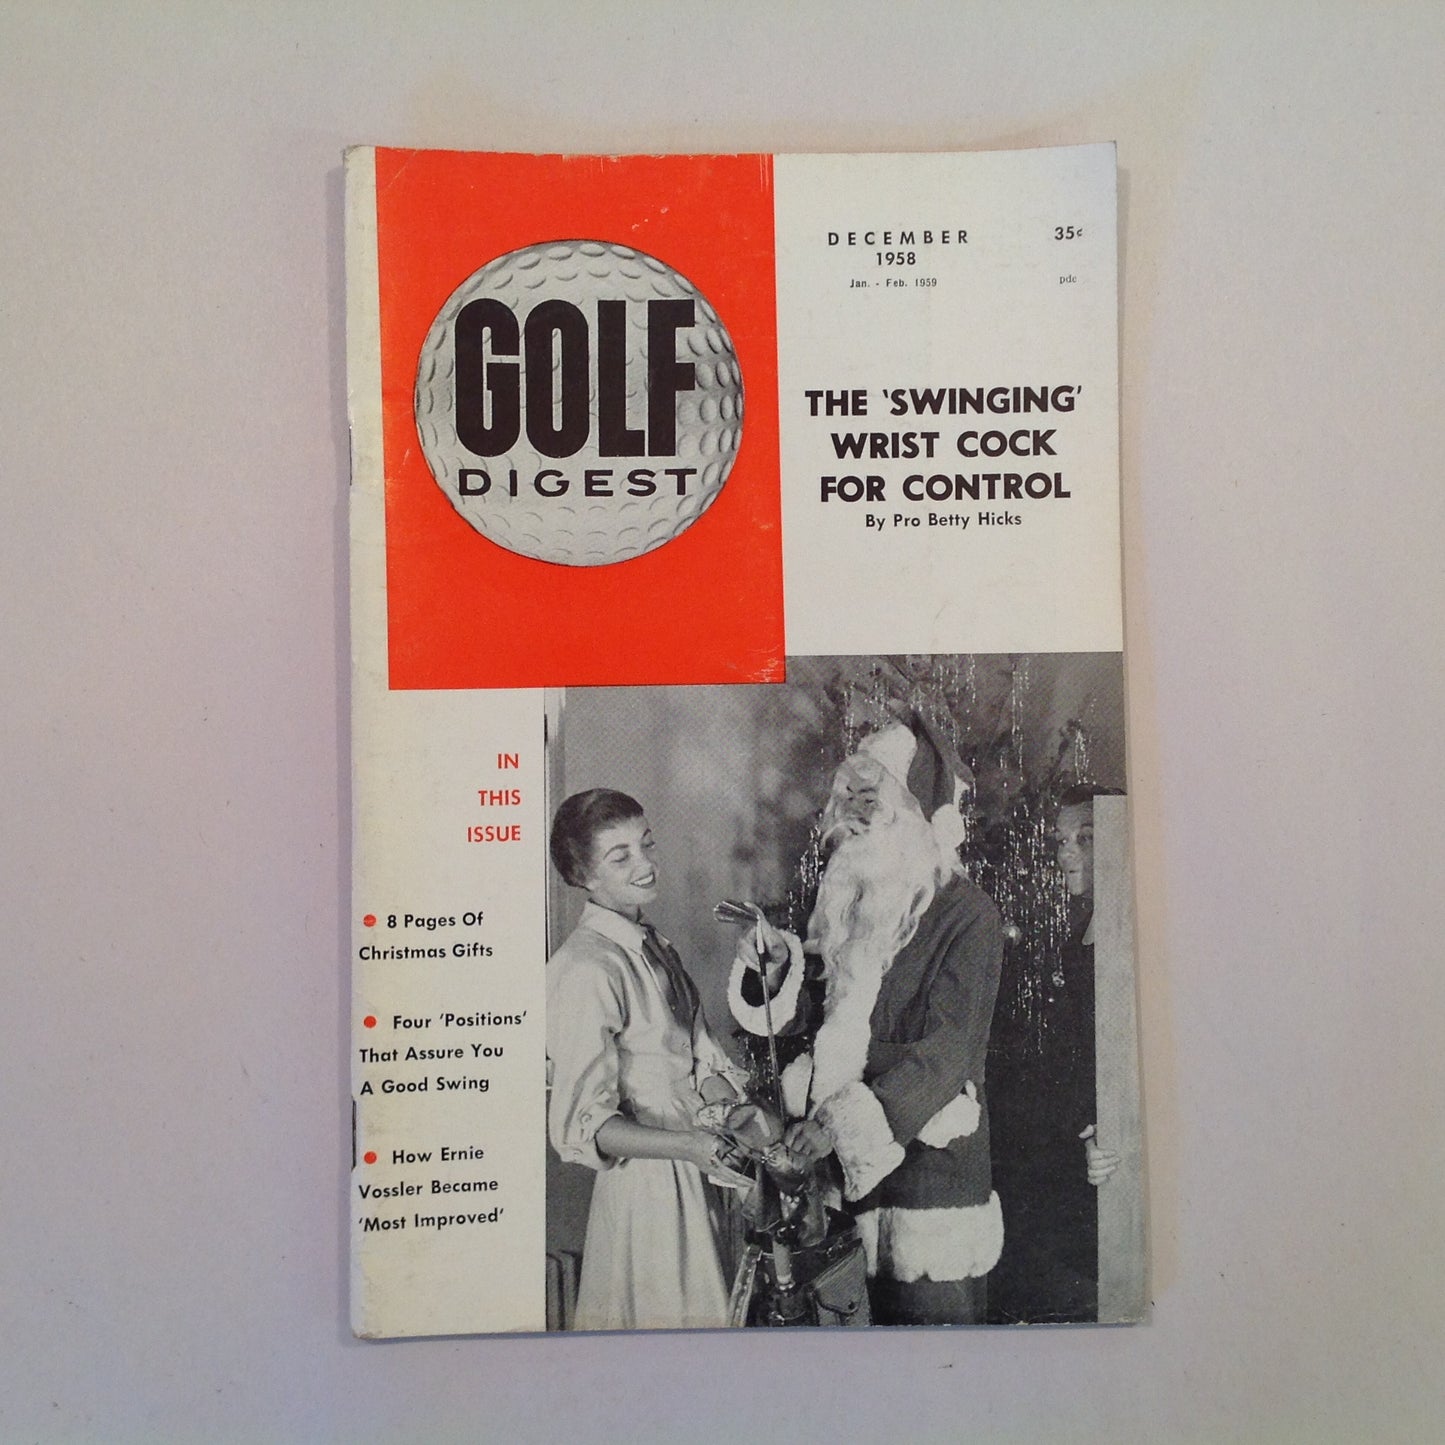 GOLF
DIGEST
DECEMBER
1958
Jan. - Feb. 1959
35¢
pdc
THE 'SWINGING'
WRIST COCK
FOR CONTROL
By Pro Betty Hicks
IN
THIS
ISSUE
8 Pages Of
Christmas Gifts
Four 'Positions'
That Assure You
A Good Swing
How Ernie
Vossler Became
'Most Improved'